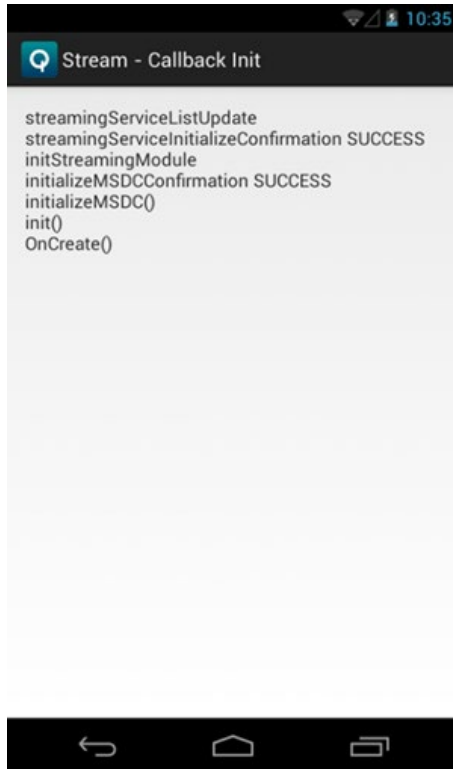 10:35
Stream - Callback Init
streamingServiceListUpdate
streamingServiceInitializeConfirmation SUCCESS
initStreamingModule
initializeMSDCConfirmation SUCCESS
initializeMSDC()
init()
OnCreate()